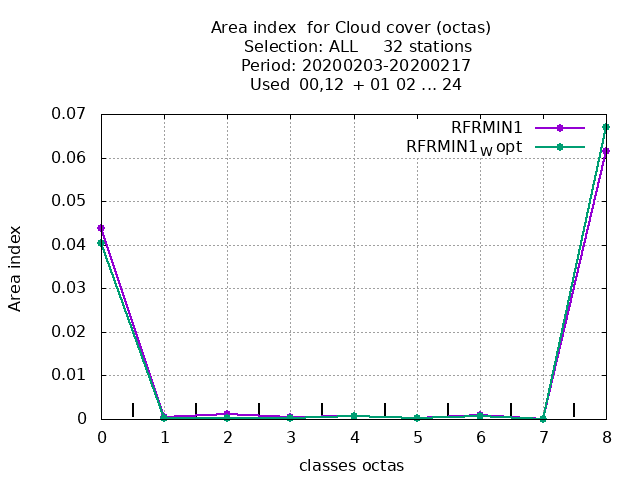 Area index  for Cloud cover (octas)
Selection: ALL     32 stations
Period: 20200203-20200217
Used  00,12  + 01 02 ... 24
RFRMIN1
RFRMIN1W opt
0.07
0.06
0.05
0.04
0.03
0.02
0.01
0
Area index
0 1 2 3 4 5 6 7 8
classes octas